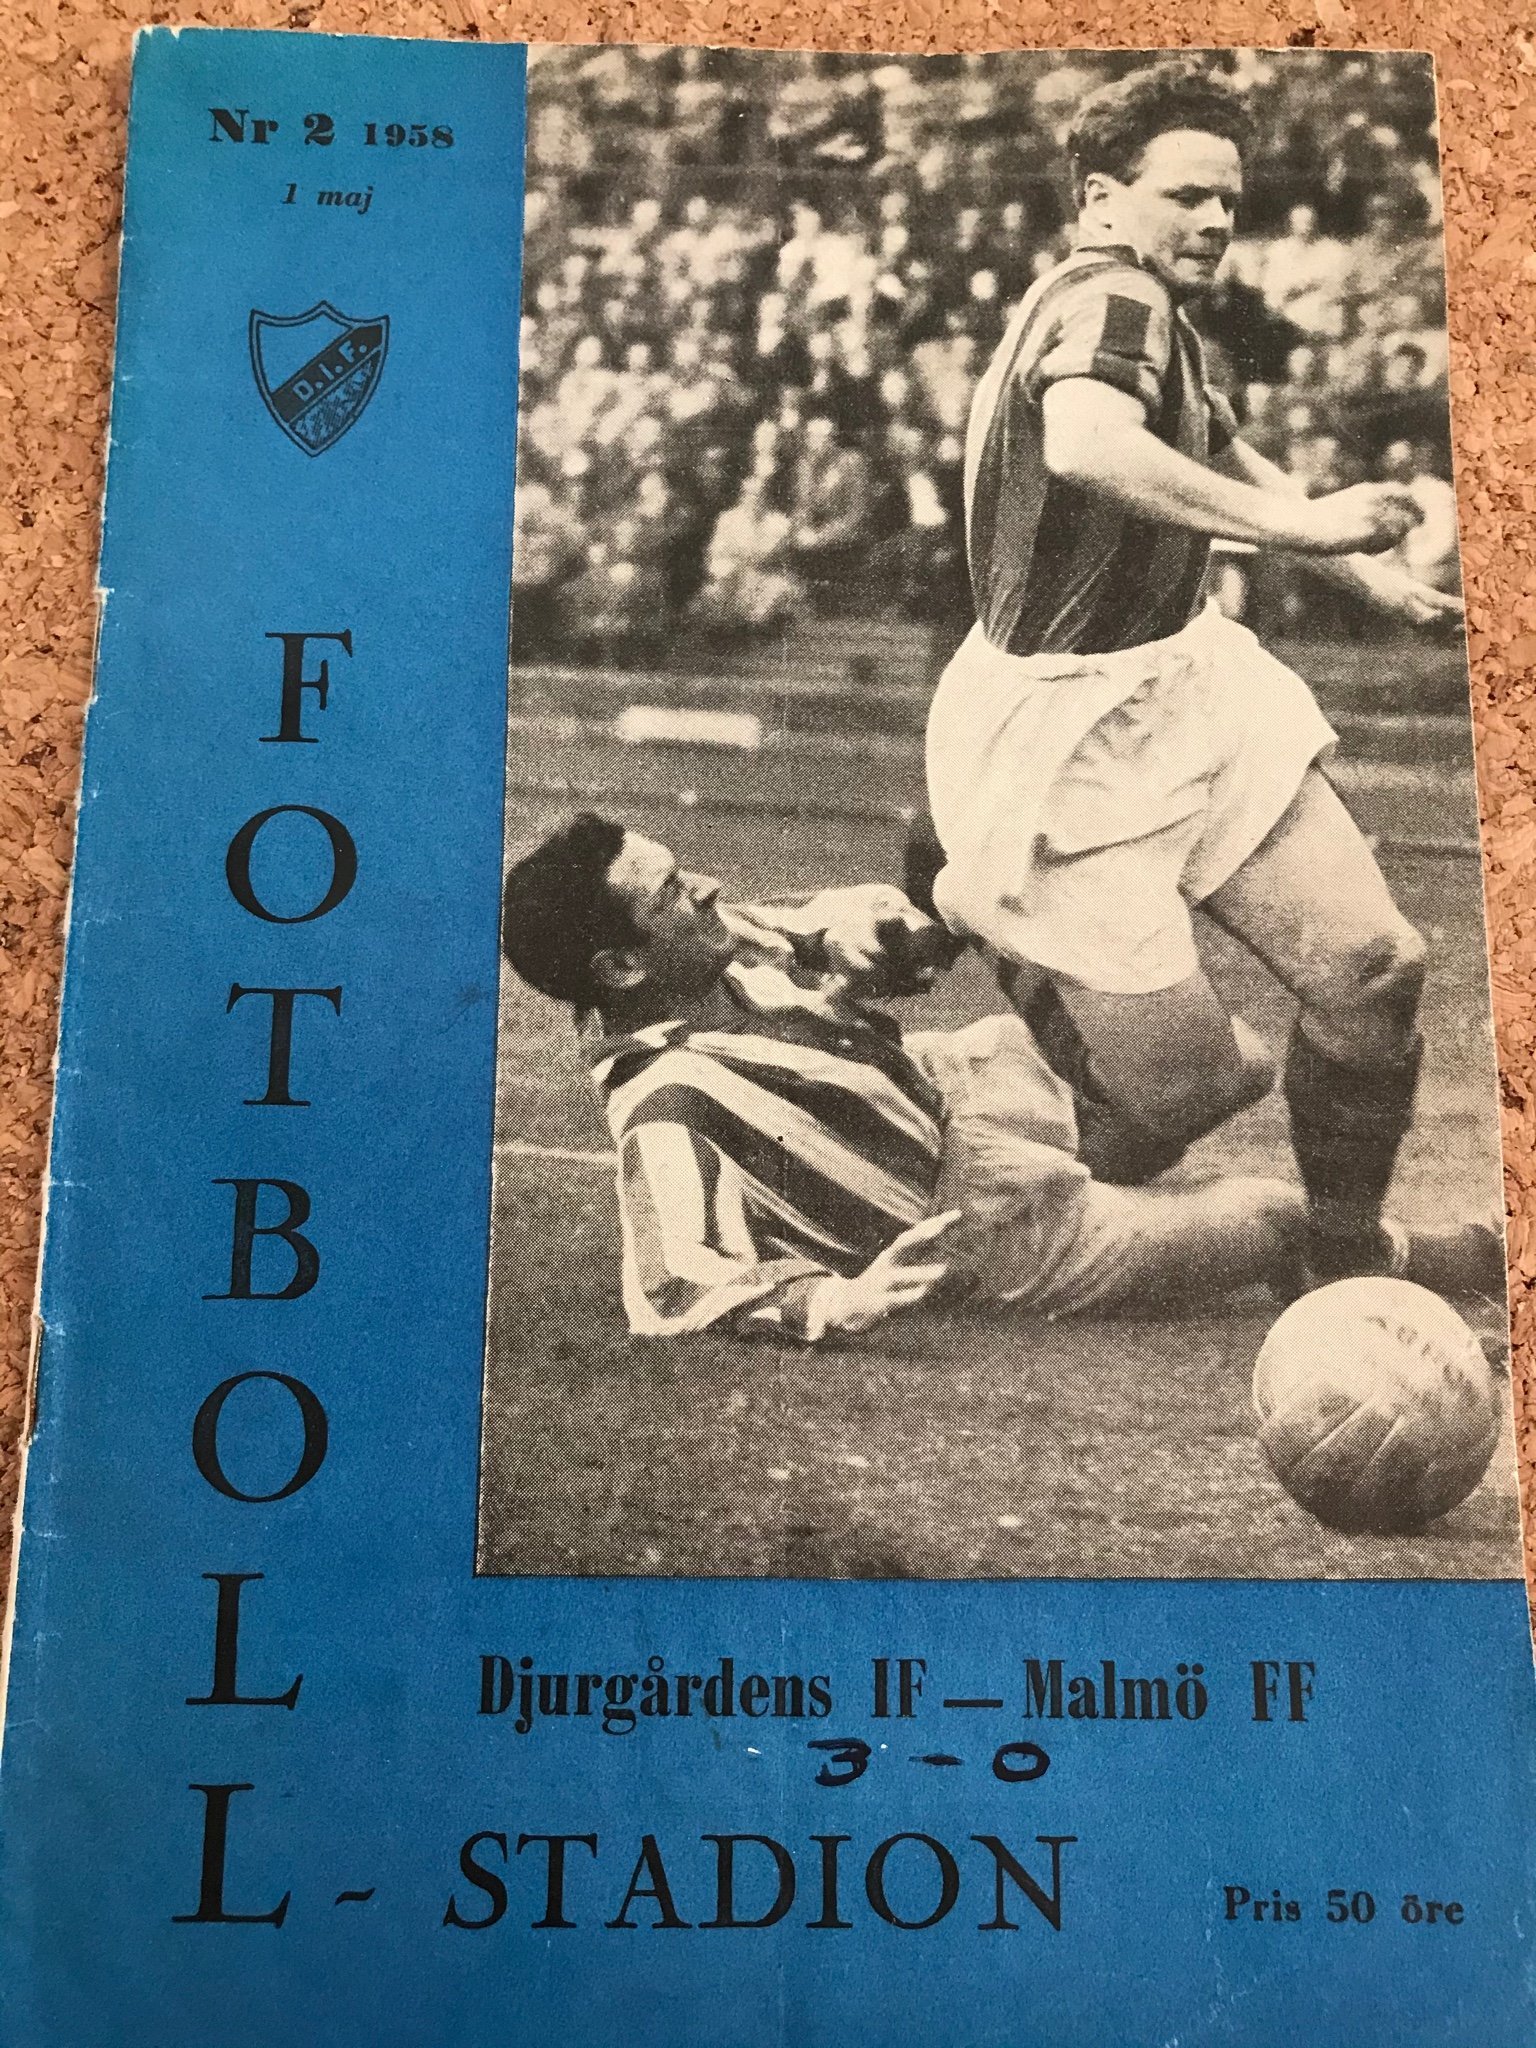 Nr 2 1958
1 maj
D.I.F.
FOTBOLL - STADION
Djurgårdens IF — Malmö FF
3 - 0
Pris 50 öre